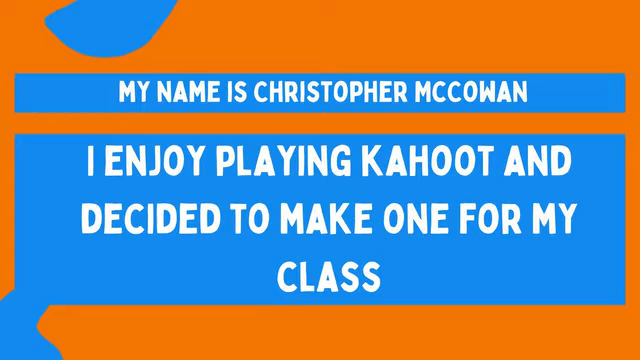 MY NAME IS CHRISTOPHER MCCOWAN
I ENJOY PLAYING KAHOOT AND
DECIDED TO MAKE ONE FOR MY
CLASS